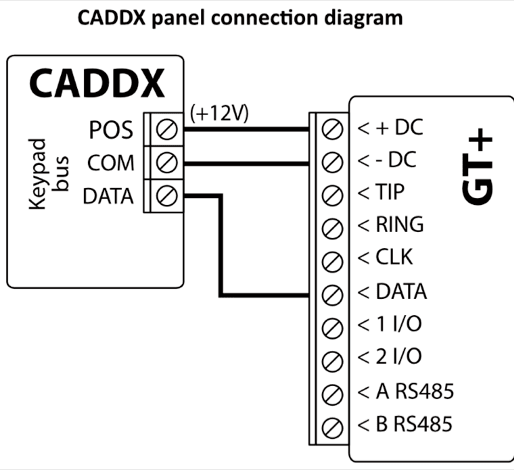 CADDX panel connection diagram
CADDX
Keypad
bus
POS
COM
DATA
(+12V)
< + DC
< - DC
< TIP
< RING
< CLK
< DATA
< 1 I/O
< 2 I/O
< A RS485
< B RS485
GT+